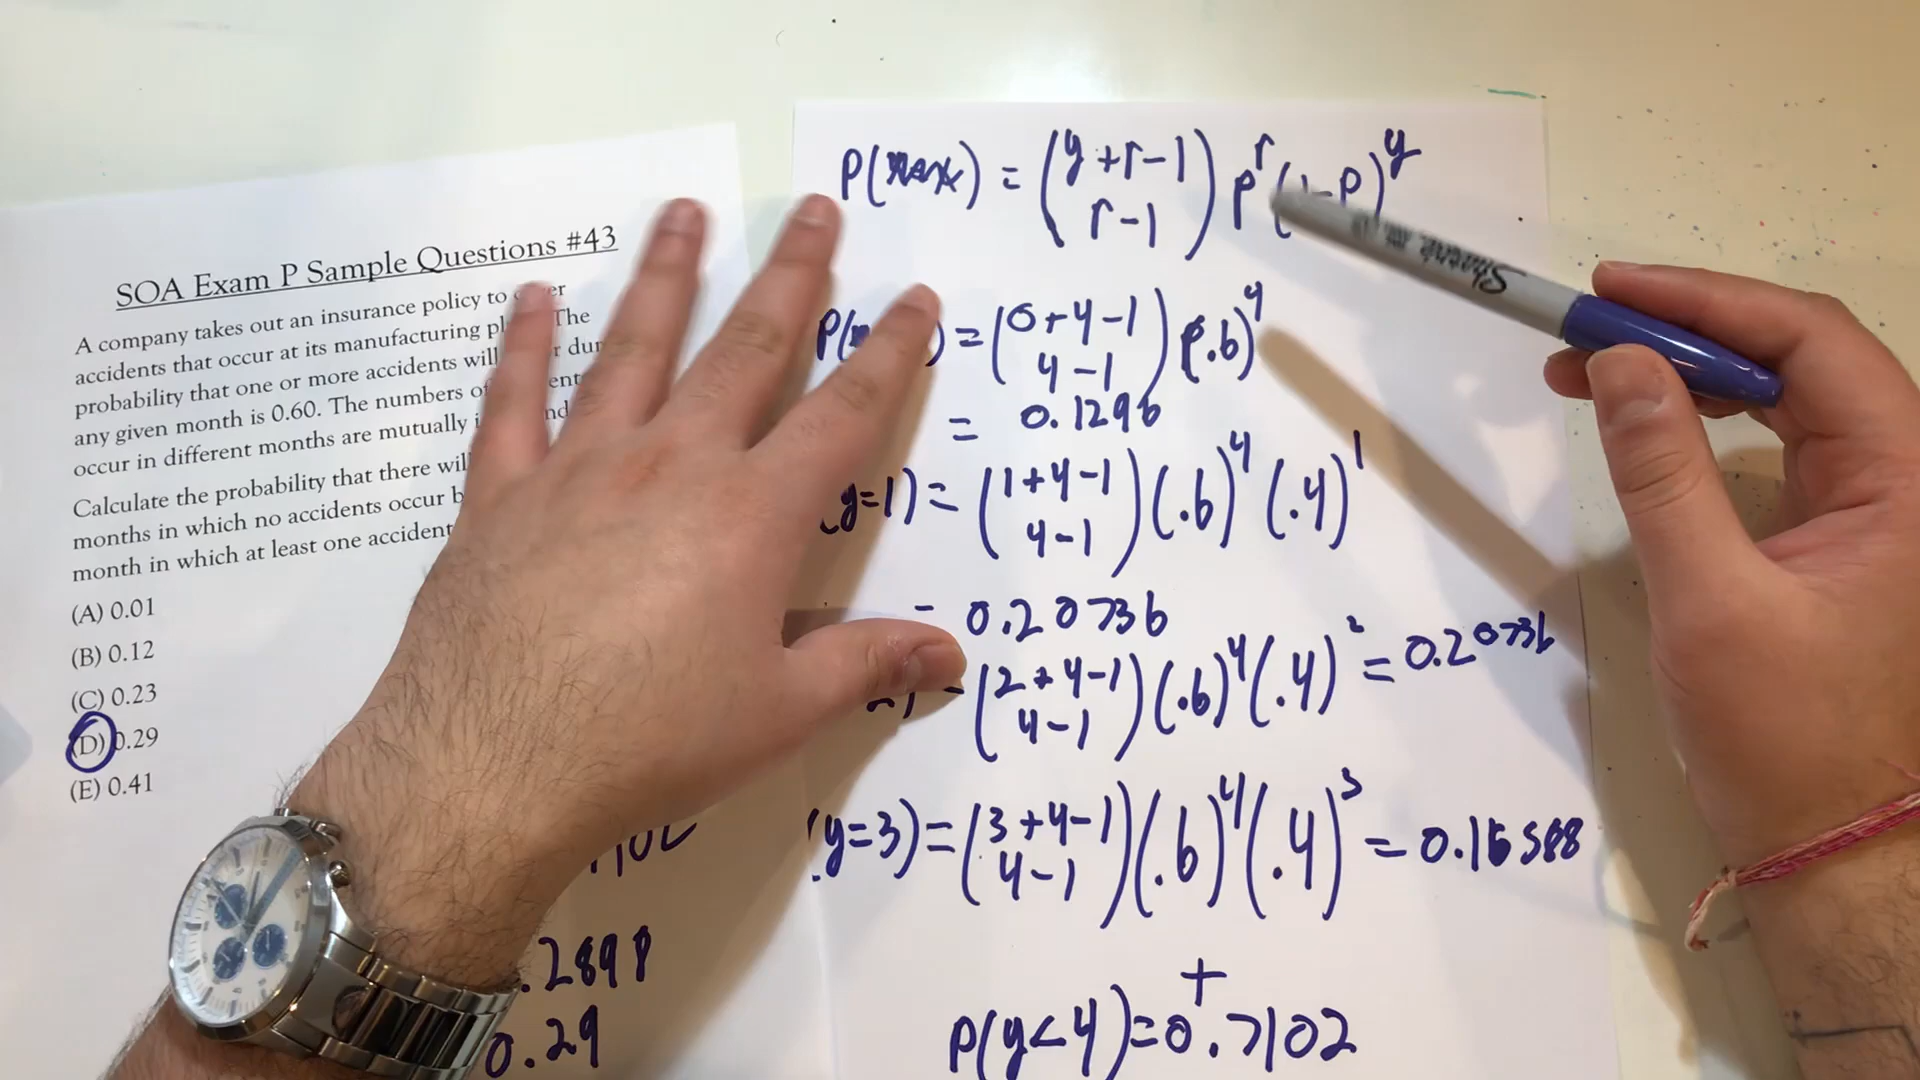 SOA Exam P Sample Questions #43
A company takes out an insurance policy to
accidents that occur at its manufacturing The
probability that one or more accidents will
any given month is 0.60. The numbers of
occur in different months are mutually
Calculate the probability that there
months in which no accidents occur
month in which at least one accident
(A) 0.01
(B) 0.12
(C) 0.23
(D) 0.29
(E) 0.41
.2898
0.29
= (y+r-1 r-1) p^r (1-p)^y
= (0+4-1 4-1) (.6)^4
= 0.1296
y=1) = (1+4-1 4-1) (.6)^4 (.4)^1
= 0.20736
(2+4-1 4-1) (.6)^4 (.4)^2 = 0.20736
(y=3) = (3+4-1 4-1) (.6)^4 (.4)^3 = 0.16588
+
P(y<4) = 0.7102
Sharpie